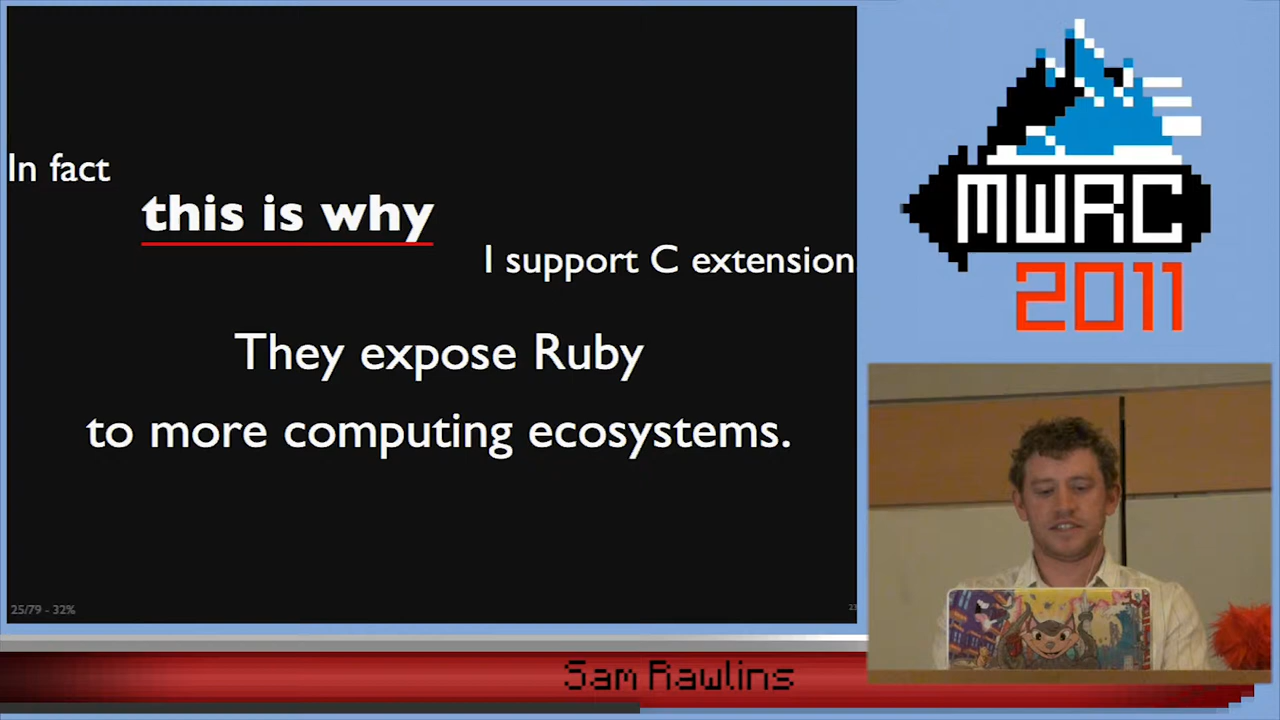 In fact
this is why
I support C extension
They expose Ruby
to more computing ecosystems.
25/79 - 32%
23
MWRC
2011
Sam Rawlins